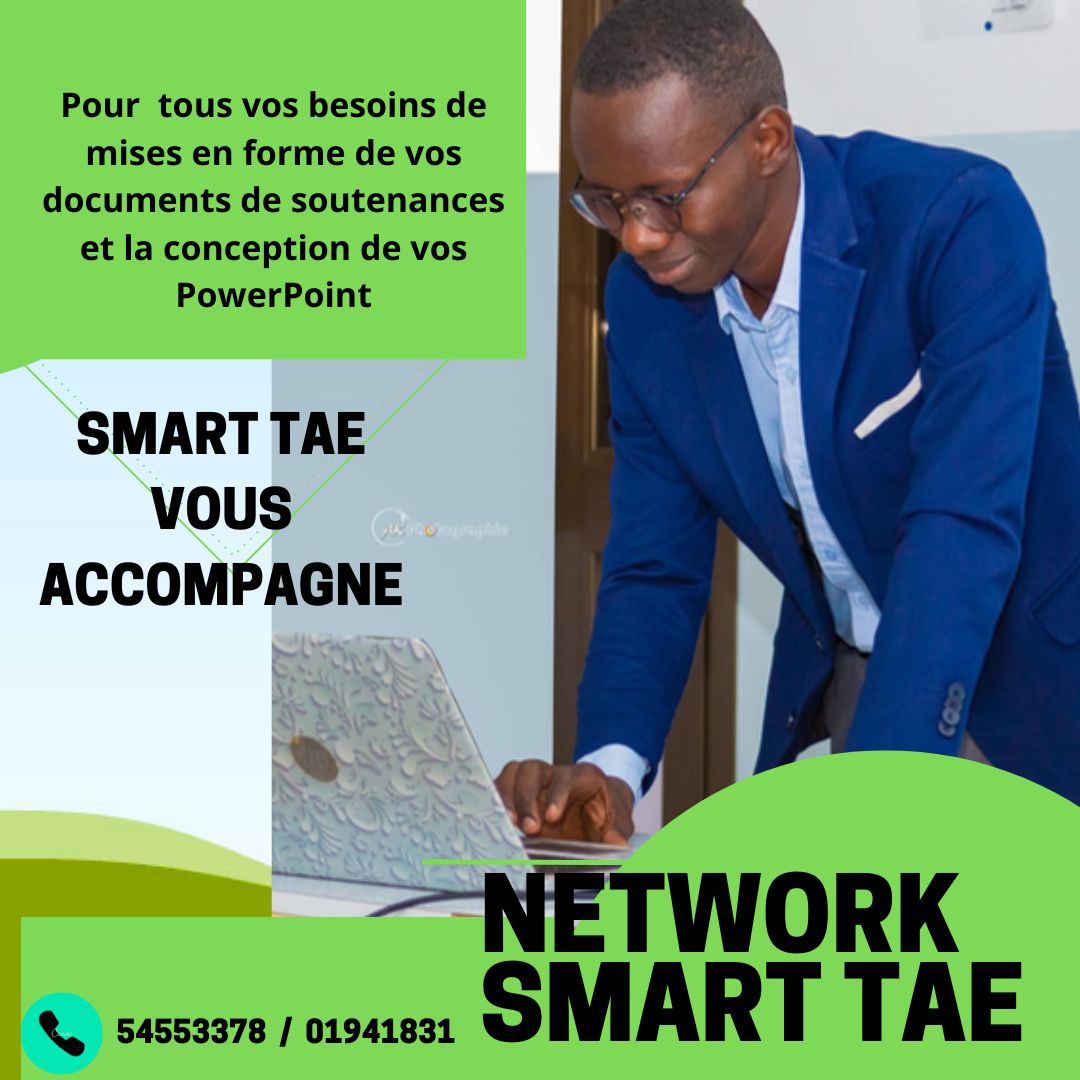 Pour  tous vos besoins de
mises en forme de vos
documents de soutenances
et la conception de vos
PowerPoint
SMART TAE
VOUS
ACCOMPAGNE
NETWORK
SMART TAE
54553378 / 01941831